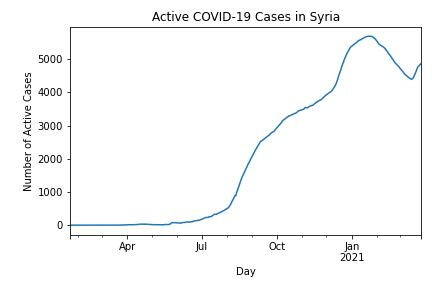 Active COVID-19 Cases in Syria
Number of Active Cases
5000
4000
3000
2000
1000
0
Apr
Jul
Oct
Jan
2021
Day